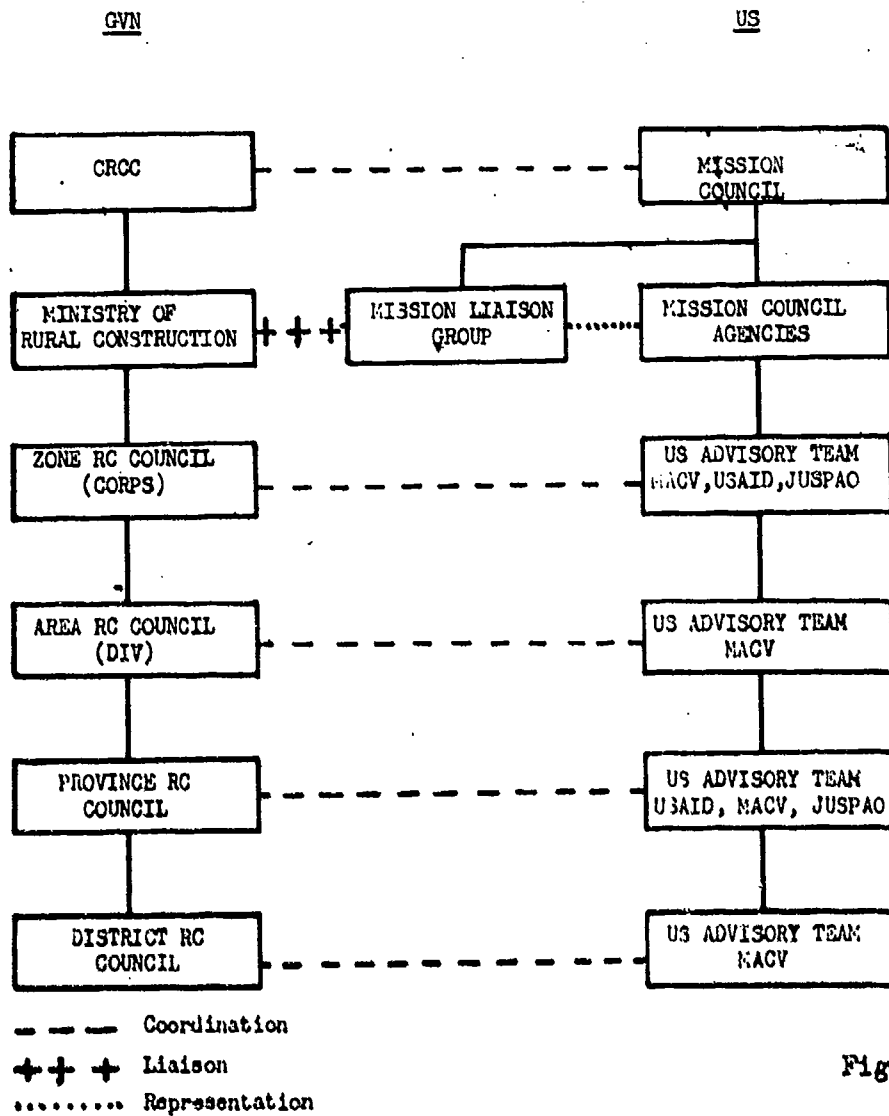 GVN
US
CRCC
MISSION
COUNCIL
MINISTRY OF
RURAL CONSTRUCTION
MISSION LIAISON
GROUP
MISSION COUNCIL
AGENCIES
ZONE RC COUNCIL
(CORPS)
US ADVISORY TEAM
MACV,USAID,JUSPAO
AREA RC COUNCIL
(DIV)
US ADVISORY TEAM
MACV
PROVINCE RC
COUNCIL
US ADVISORY TEAM
USAID, MACV, JUSPAO
DISTRICT RC
COUNCIL
US ADVISORY TEAM
MACV
Coordination
Liaison
Representation
Fig